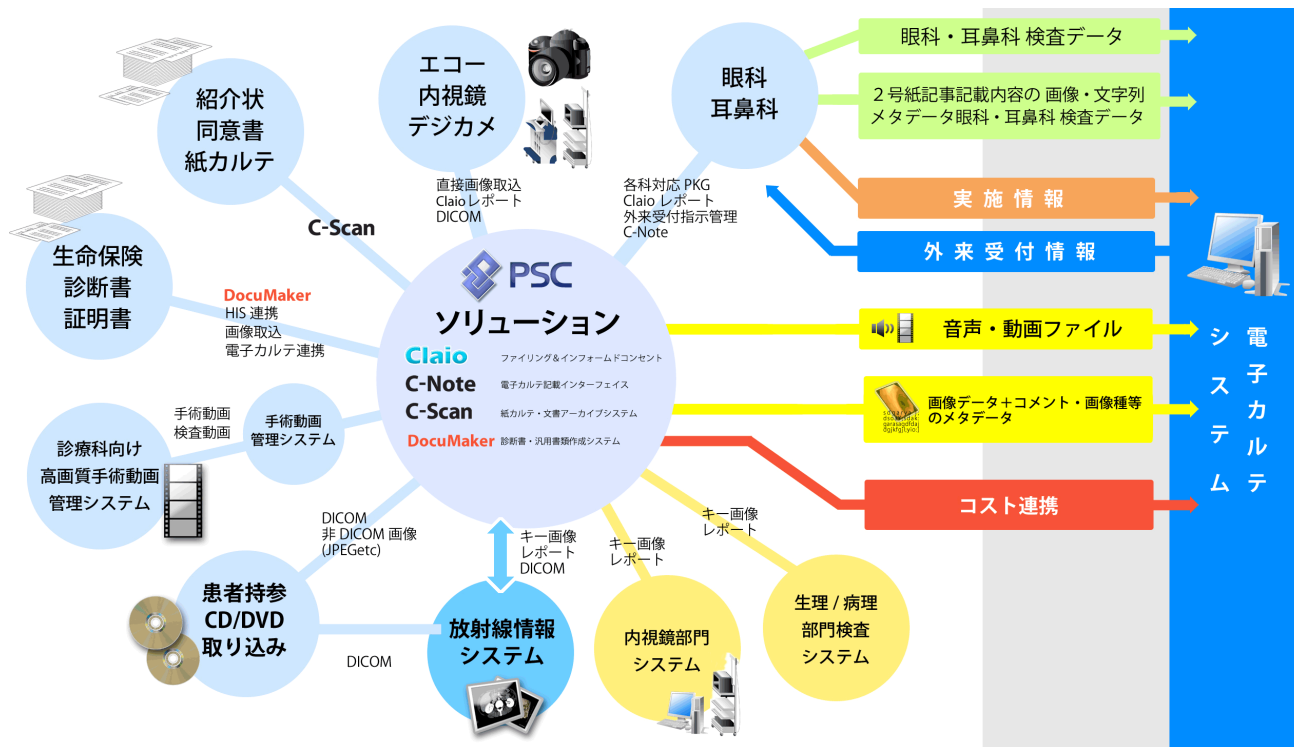 紹介状
同意書
紙カルテ
エコー
内視鏡
デジカメ
眼科
耳鼻科
眼科・耳鼻科 検査データ
２号紙記事記載内容の 画像・文字列
メタデータ眼科・耳鼻科 検査データ
実施情報
外来受付情報
直接画像取込
Claioレポート
DICOM
各科対応 PKG
Claio レポート
外来受付指示管理
C-Note
C-Scan
生命保険
診断書
証明書
DocuMaker
HIS 連携
画像取込
電子カルテ連携
PSC
ソリューション
Claio ファイリング＆インフォームドコンセント
C-Note 電子カルテ記載インターフェイス
C-Scan 紙カルテ・文書アーカイブシステム
DocuMaker 診断書・汎用書類作成システム
音声・動画ファイル
画像データ＋コメント・画像種等
のメタデータ
コスト連携
電子カルテ
システム
手術動画
検査動画
手術動画
管理システム
診療科向け
高画質手術動画
管理システム
DICOM
非 DICOM 画像
(JPEGetc)
患者持参
CD/DVD
取り込み
DICOM
キー画像
レポート
DICOM
放射線情報
システム
キー画像
レポート
内視鏡部門
システム
キー画像
レポート
生理 / 病理
部門検査
システム